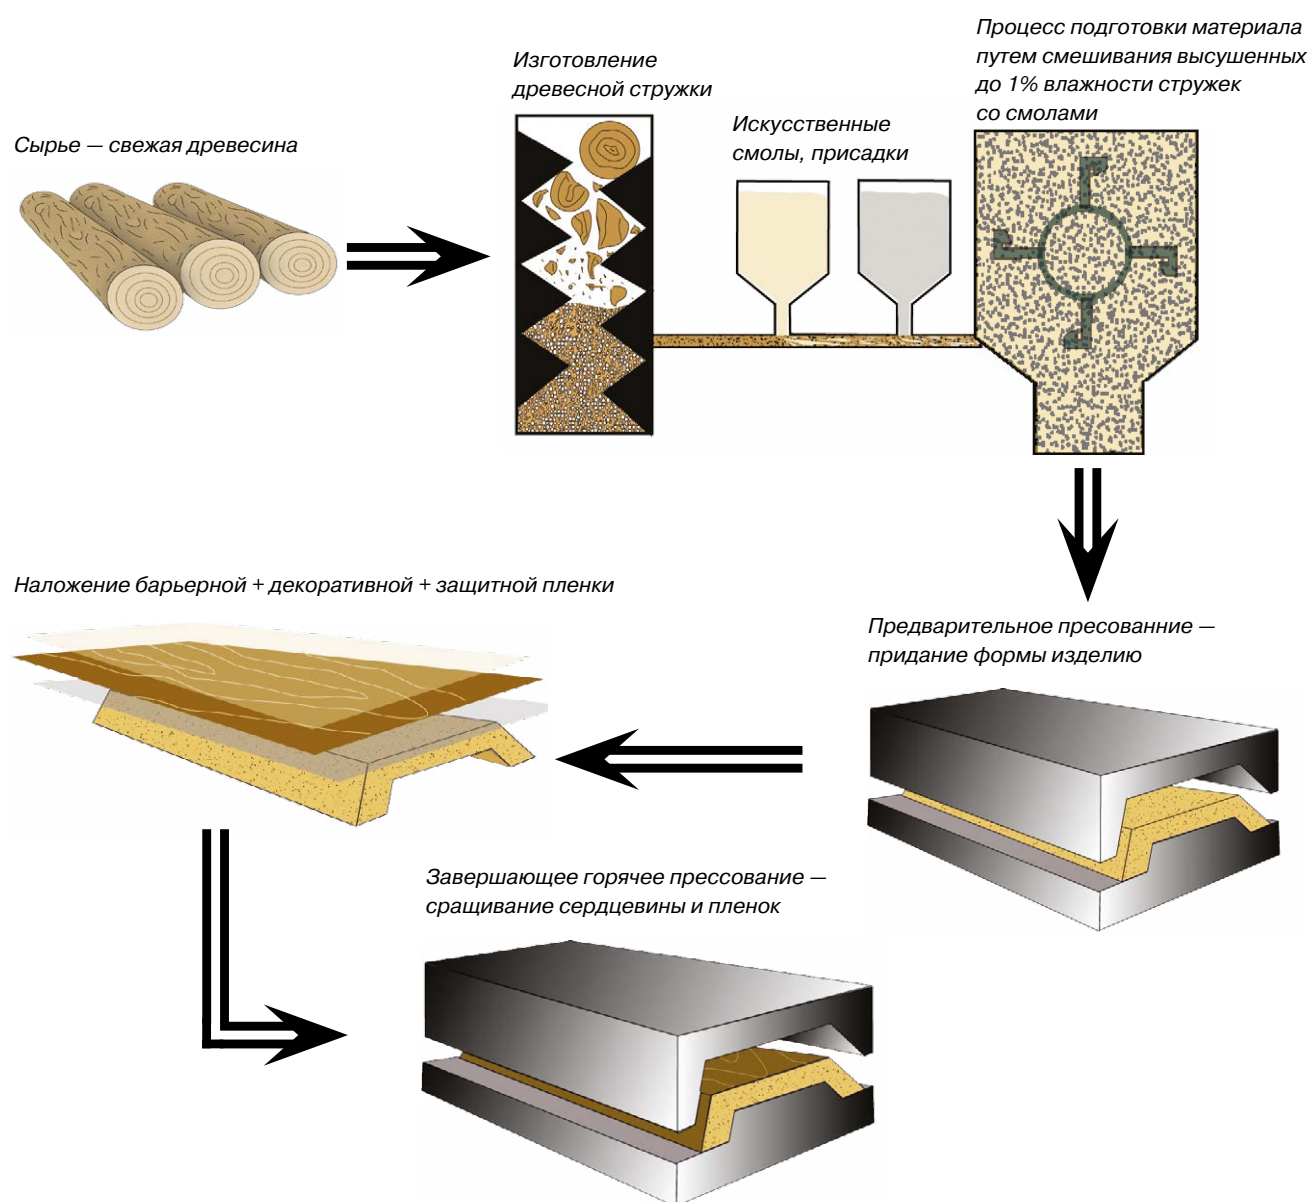 Сырье — свежая древесина
Изготовление
древесной стружки
Искусственные
смолы, присадки
Процесс подготовки материала
путем смешивания высушенных
до 1% влажности стружек
со смолами
Предварительное пресованние —
придание формы изделию
Наложение барьерной + декоративной + защитной пленки
Завершающее горячее прессование —
сращивание сердцевины и пленок